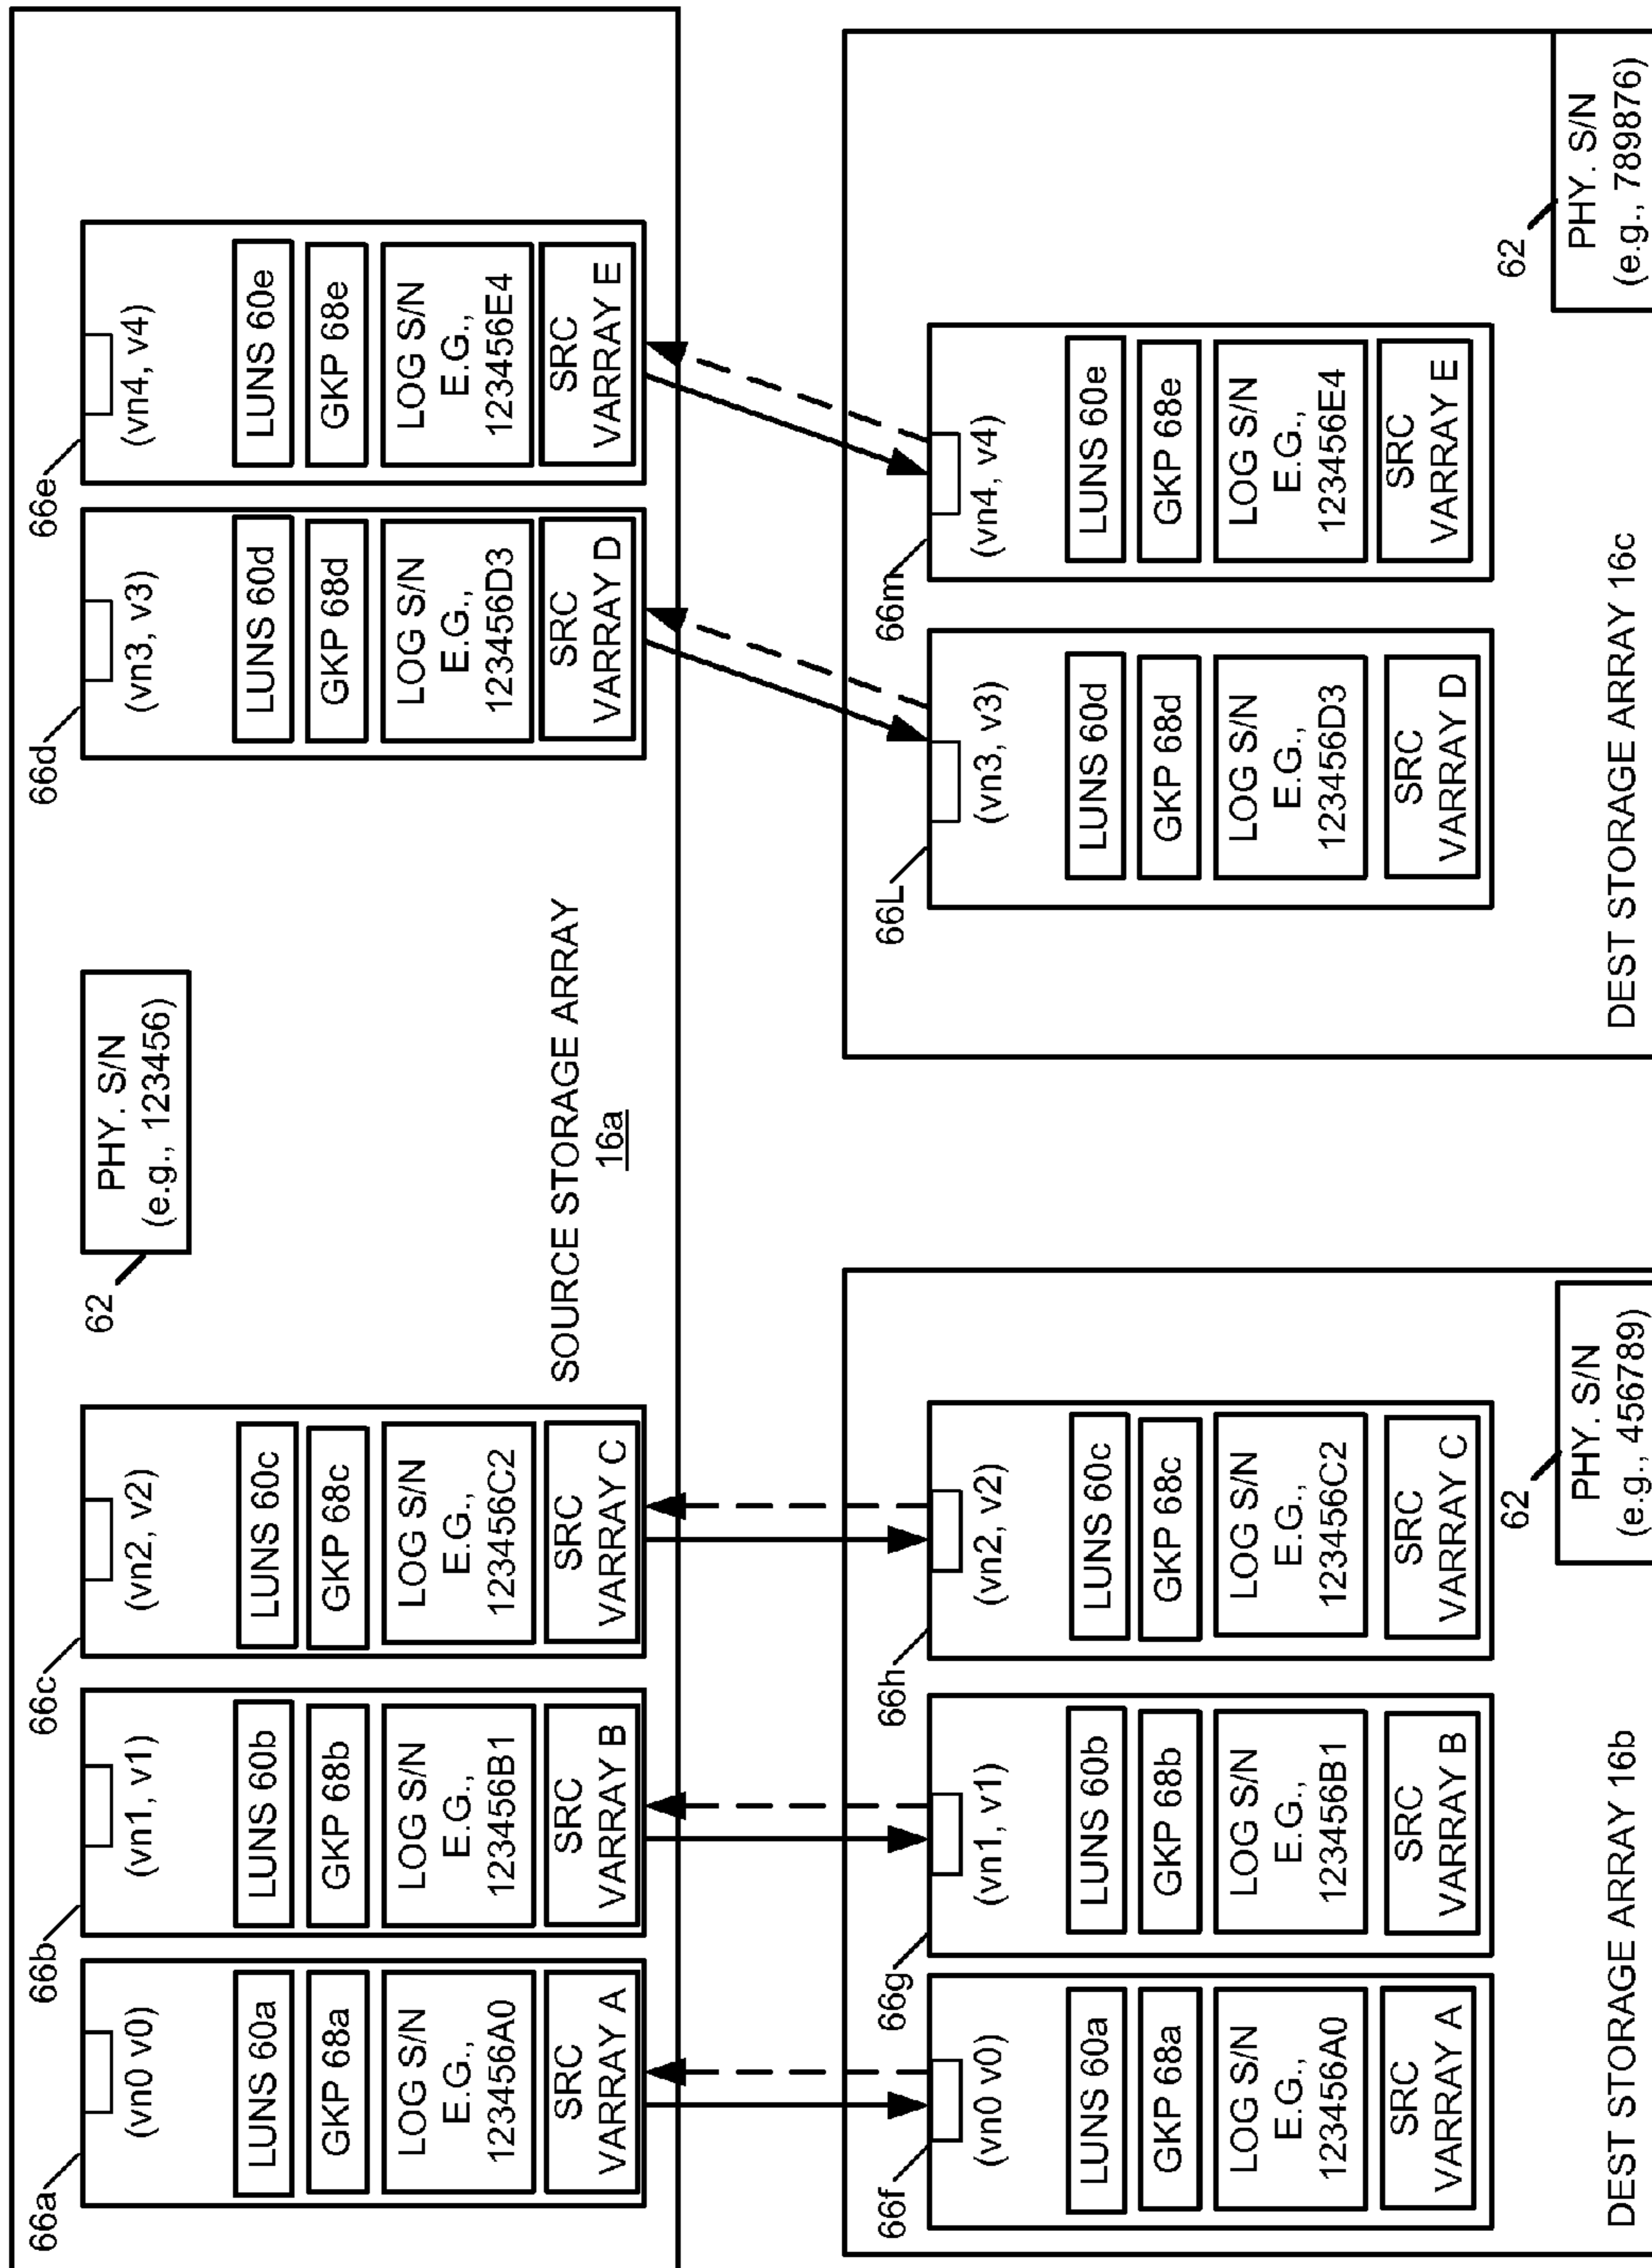 66a
(vn0 v0)
LUNS 60a
GKP 68a
LOG S/N
E.G.,
123456A0
SRC
VARRAY A
66b
(vn1, v1)
LUNS 60b
GKP 68b
LOG S/N
E.G.,
123456B1
SRC
VARRAY B
66c
(vn2, v2)
LUNS 60c
GKP 68c
LOG S/N
E.G.,
123456C2
SRC
VARRAY C
62
PHY. S/N
(e.g., 123456)
SOURCE STORAGE ARRAY
16a
66d
(vn3, v3)
LUNS 60d
GKP 68d
LOG S/N
E.G.,
123456D3
SRC
VARRAY D
66e
(vn4, v4)
LUNS 60e
GKP 68e
LOG S/N
E.G.,
123456E4
SRC
VARRAY E
66f
(vn0 v0)
LUNS 60a
GKP 68a
LOG S/N
E.G.,
123456A0
SRC
VARRAY A
66g
(vn1, v1)
LUNS 60b
GKP 68b
LOG S/N
E.G.,
123456B1
SRC
VARRAY B
66h
(vn2, v2)
LUNS 60c
GKP 68c
LOG S/N
E.G.,
123456C2
SRC
VARRAY C
62
PHY. S/N
(e.g., 456789)
DEST STORAGE ARRAY 16b
66L
(vn3, v3)
LUNS 60d
GKP 68d
LOG S/N
E.G.,
123456D3
SRC
VARRAY D
66m
(vn4, v4)
LUNS 60e
GKP 68e
LOG S/N
E.G.,
123456E4
SRC
VARRAY E
62
PHY. S/N
(e.g., 789876)
DEST STORAGE ARRAY 16c